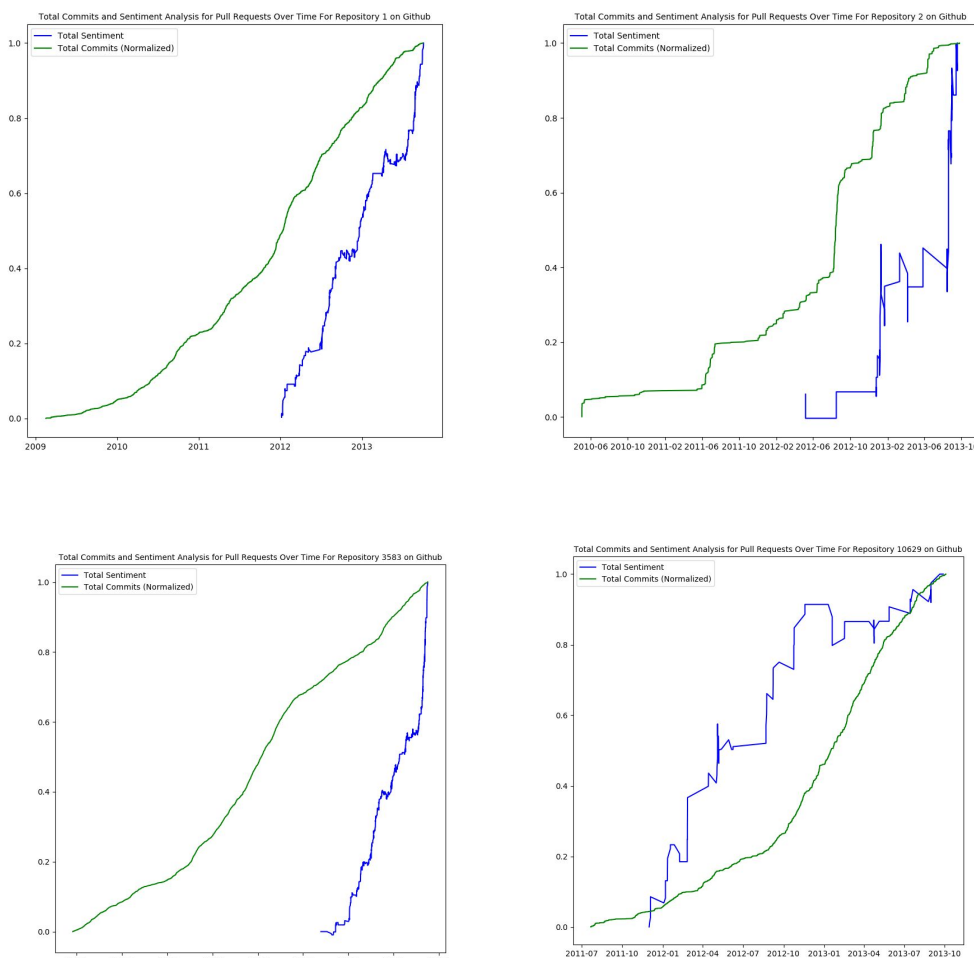 Total Commits and Sentiment Analysis for Pull Requests Over Time For Repository 1 on Github
Total Sentiment
Total Commits (Normalized)
1.0
0.8
0.6
0.4
0.2
0.0
2009 2010 2011 2012 2013
Total Commits and Sentiment Analysis for Pull Requests Over Time For Repository 2 on Github
Total Sentiment
Total Commits (Normalized)
1.0
0.8
0.6
0.4
0.2
0.0
2010-06 2010-10 2011-02 2011-06 2011-10 2012-02 2012-06 2012-10 2013-02 2013-06 2013-10
Total Commits and Sentiment Analysis for Pull Requests Over Time For Repository 3583 on Github
Total Sentiment
Total Commits (Normalized)
1.0
0.8
0.6
0.4
0.2
0.0
Total Commits and Sentiment Analysis for Pull Requests Over Time For Repository 10629 on Github
Total Sentiment
Total Commits (Normalized)
1.0
0.8
0.6
0.4
0.2
0.0
2011-07 2011-10 2012-01 2012-04 2012-07 2012-10 2013-01 2013-04 2013-07 2013-10